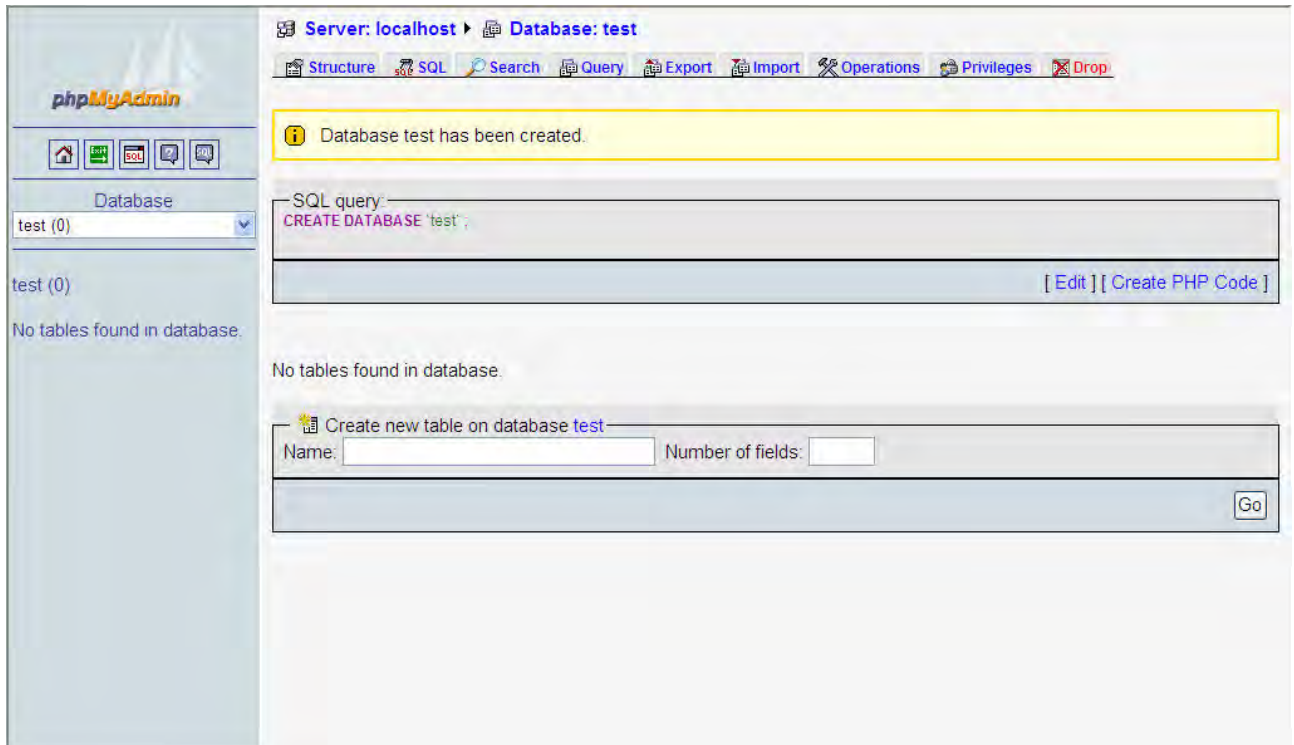 phpMyAdmin
Database
test (0)
test (0)
No tables found in database.
Server: localhost Database: test
Structure SQL Search Query Export Import Operations Privileges Drop
Database test has been created.
SQL query:
CREATE DATABASE `test` ;
[ Edit ] [ Create PHP Code ]
No tables found in database.
Create new table on database test
Name: Number of fields:
Go